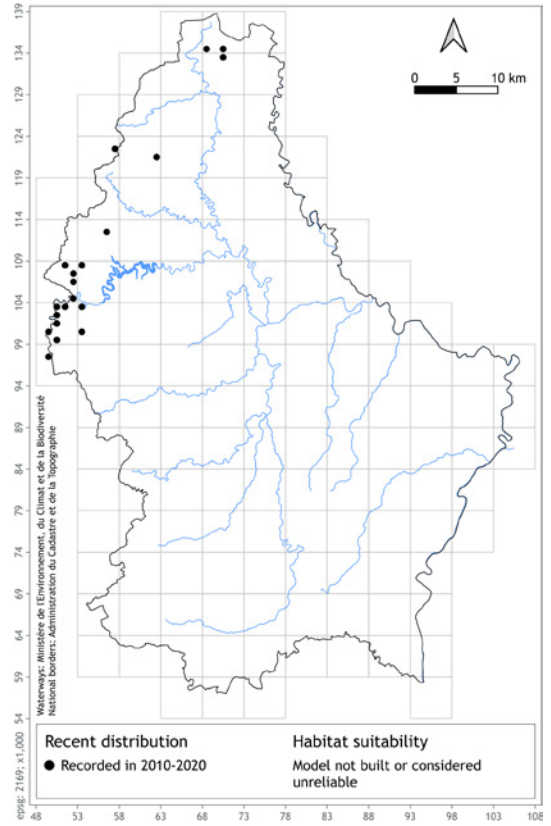 139
134
129
124
119
114
109
104
99
94
89
84
79
74
69
64
59
54
0 5 10 km
Waterways: Ministère de l'Environnement, du Climat et de la Biodiversité
National borders: Administration du Cadastre et de la Topographie
epsg: 2169; x1,000
Recent distribution
Recorded in 2010-2020
Habitat suitability
Model not built or considered
unreliable
48 53 58 63 68 73 78 83 88 93 98 103 108